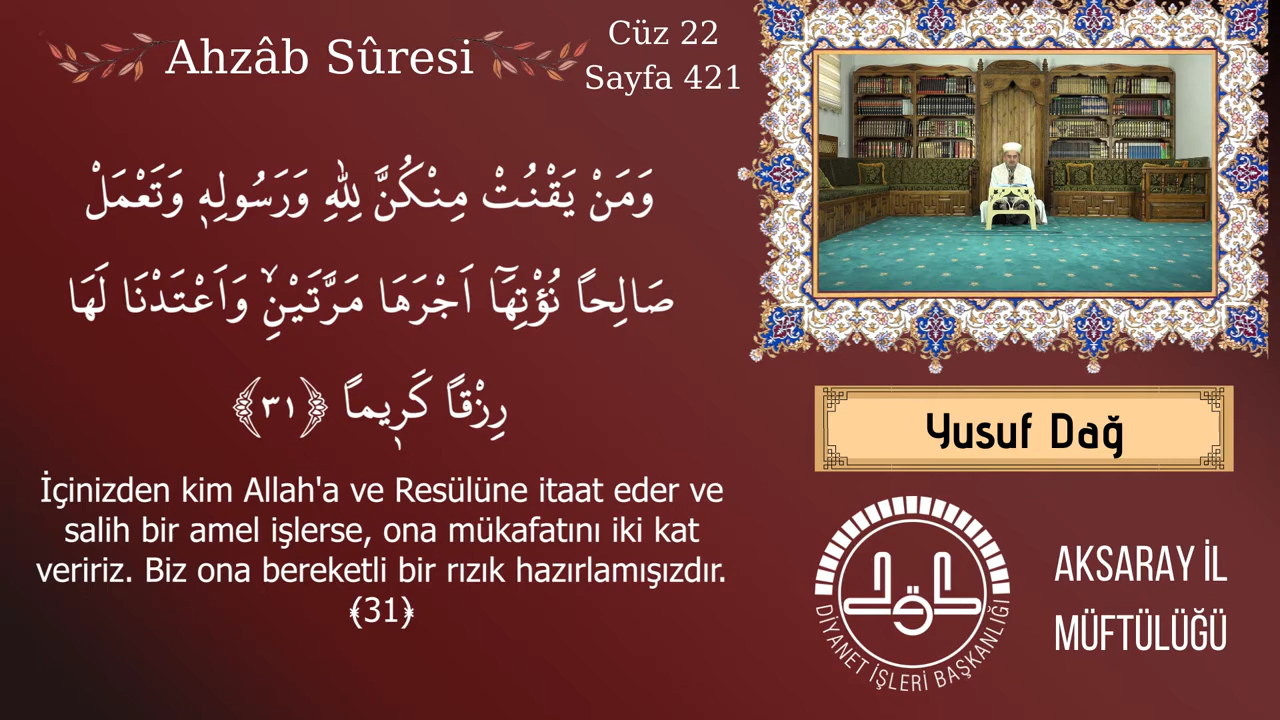 Ahzâb Sûresi
Cüz 22
Sayfa 421
وَمَنْ يَقْنُتْ مِنْكُنَّ لِلّٰهِ وَرَسُولِه۪ وَتَعْمَلْ
صَالِحاً نُؤْتِهَٓا اَجْرَهَا مَرَّتَيْنِۙ وَاَعْتَدْنَا لَهَا
رِزْقاً كَر۪يماً ﴿٣١﴾
İçinizden kim Allah'a ve Resülüne itaat eder ve
salih bir amel işlerse, ona mükafatını iki kat
veririz. Biz ona bereketli bir rızık hazırlamışızdır.
﴾31﴿
Yusuf Dağ
DİYANET İŞLERİ BAŞKANLIĞI
AKSARAY İL
MÜFTÜLÜĞÜ